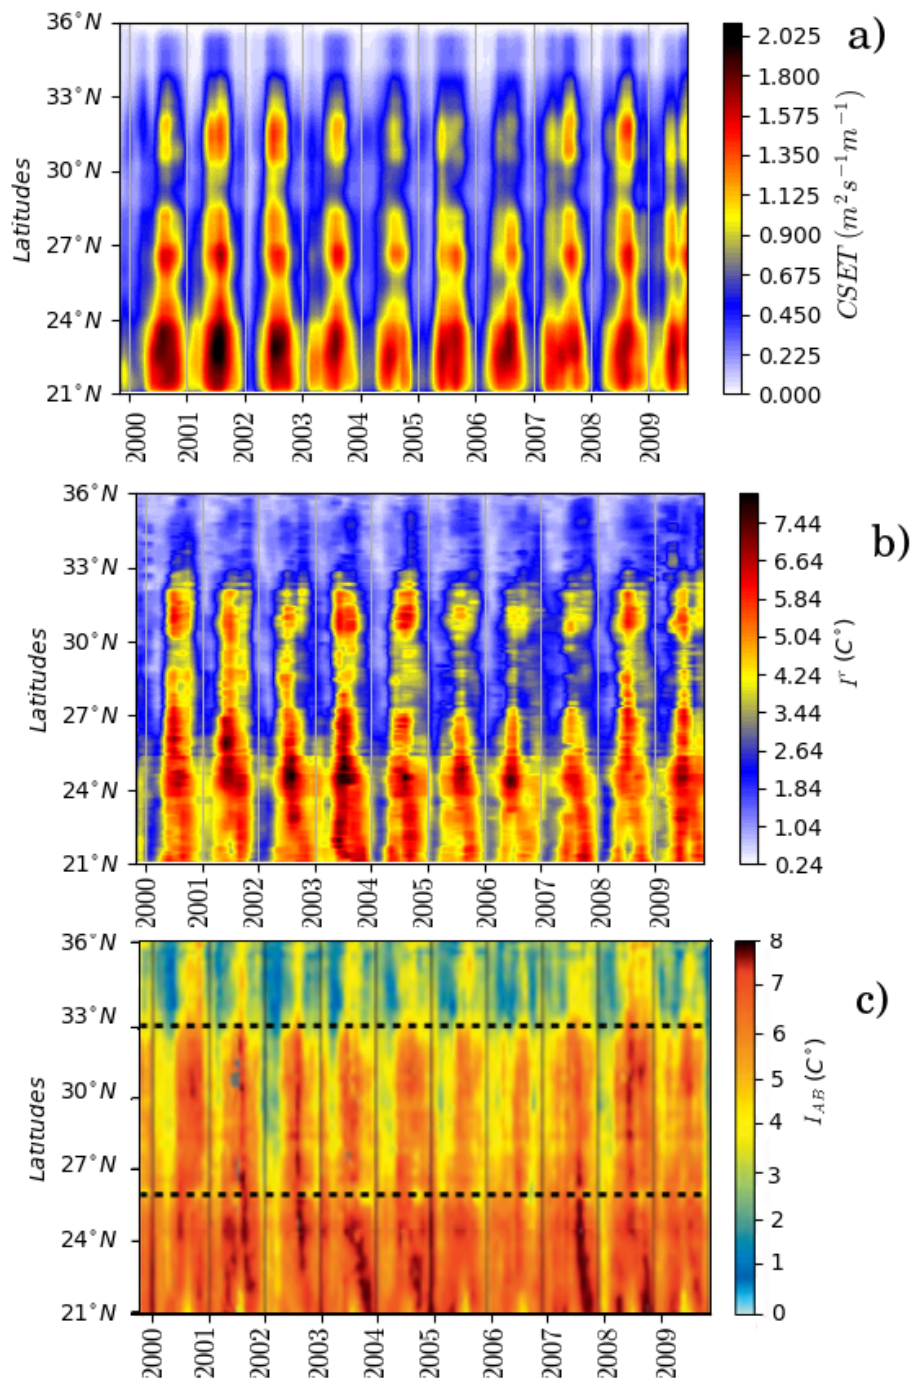 a)
36°N
33°N
30°N
27°N
24°N
21°N
Latitudes
2000
2001
2002
2003
2004
2005
2006
2007
2008
2009
2.025
1.800
1.575
1.350
1.125
0.900
0.675
0.450
0.225
0.000
CSET (m² s⁻¹ m⁻¹)
b)
36°N
33°N
30°N
27°N
24°N
21°N
Latitudes
2000
2001
2002
2003
2004
2005
2006
2007
2008
2009
7.44
6.64
5.84
5.04
4.24
3.44
2.64
1.84
1.04
0.24
Iʳ (C°)
c)
36°N
33°N
30°N
27°N
24°N
21°N
Latitudes
2000
2001
2002
2003
2004
2005
2006
2007
2008
2009
8
7
6
5
4
3
2
1
0
I_AB (C°)